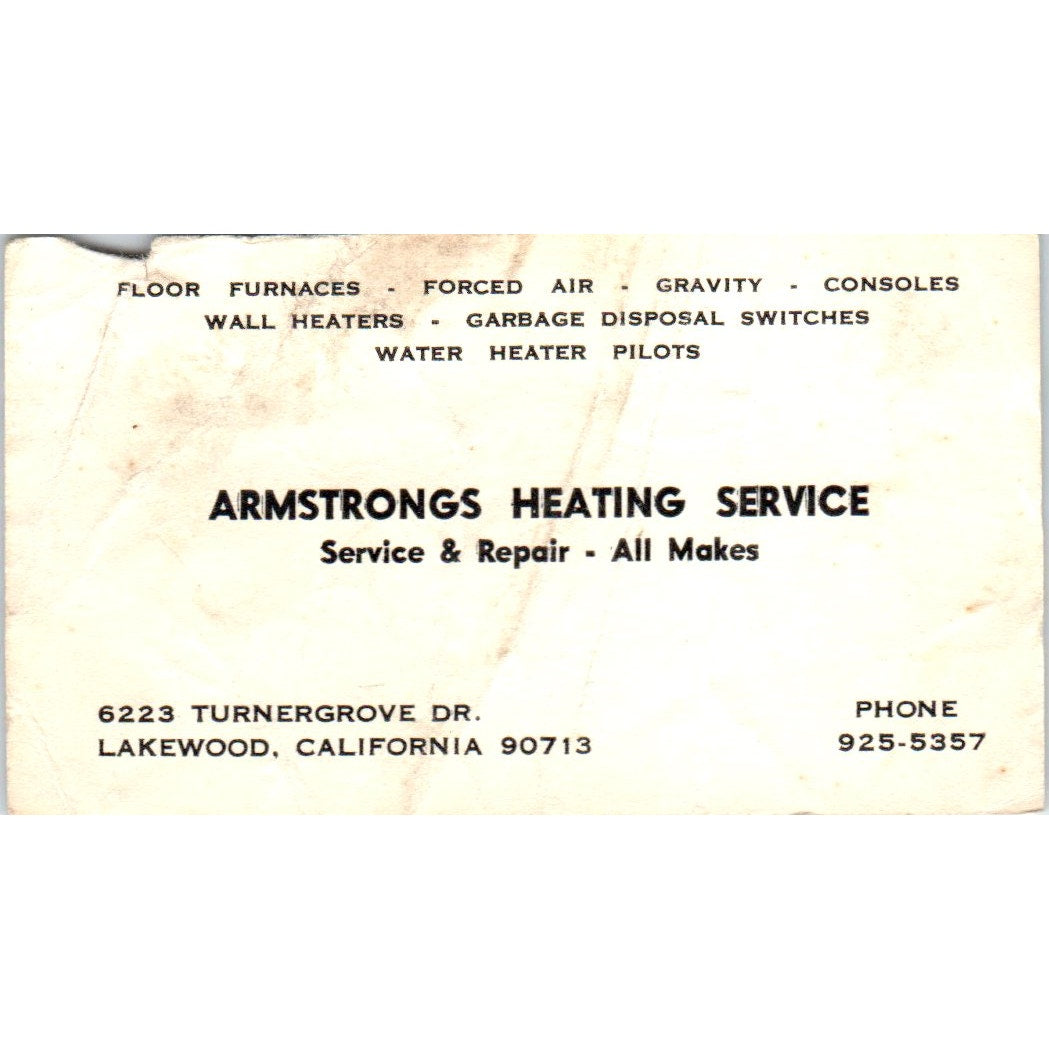 FLOOR FURNACES - FORCED AIR - GRAVITY - CONSOLES
WALL HEATERS - GARBAGE DISPOSAL SWITCHES
WATER HEATER PILOTS
ARMSTRONGS HEATING SERVICE
Service & Repair - All Makes
6223 TURNERGROVE DR.
LAKEWOOD, CALIFORNIA 90713
PHONE
925-5357